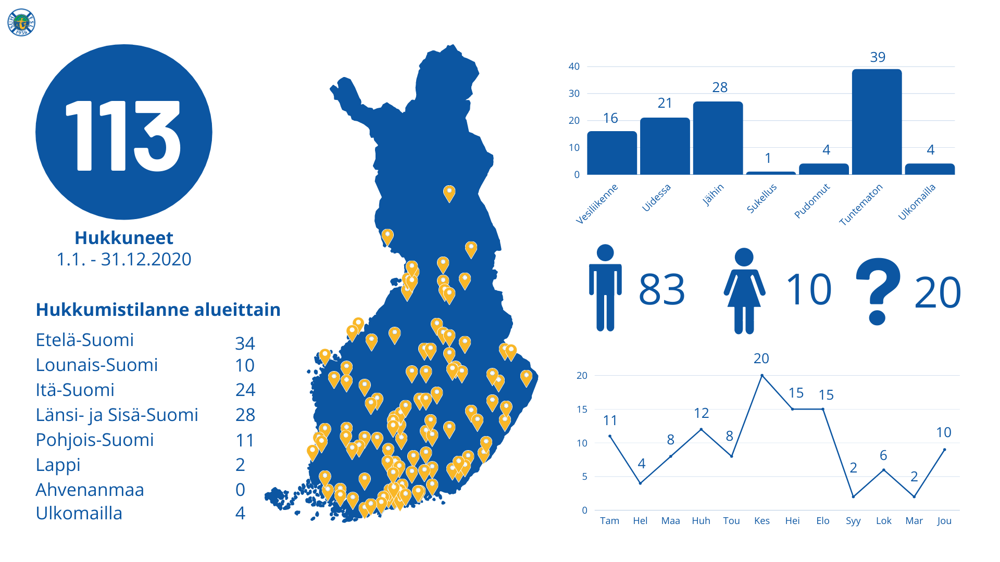 SUH FSL
1956
113
Hukkuneet
1.1. - 31.12.2020
Hukkumistilanne alueittain
Etelä-Suomi 34
Lounais-Suomi 10
Itä-Suomi 24
Länsi- ja Sisä-Suomi 28
Pohjois-Suomi 11
Lappi 2
Ahvenanmaa 0
Ulkomailla 4
40
30
20
10
0
16
21
28
1
4
39
4
Vesiliikenne
Uidessa
Jäihin
Sukellus
Pudonnut
Tuntematon
Ulkomailla
83
10
? 20
20
15
10
5
0
11
4
8
12
8
20
15
15
2
6
2
10
Tam Hel Maa Huh Tou Kes Hei Elo Syy Lok Mar Jou